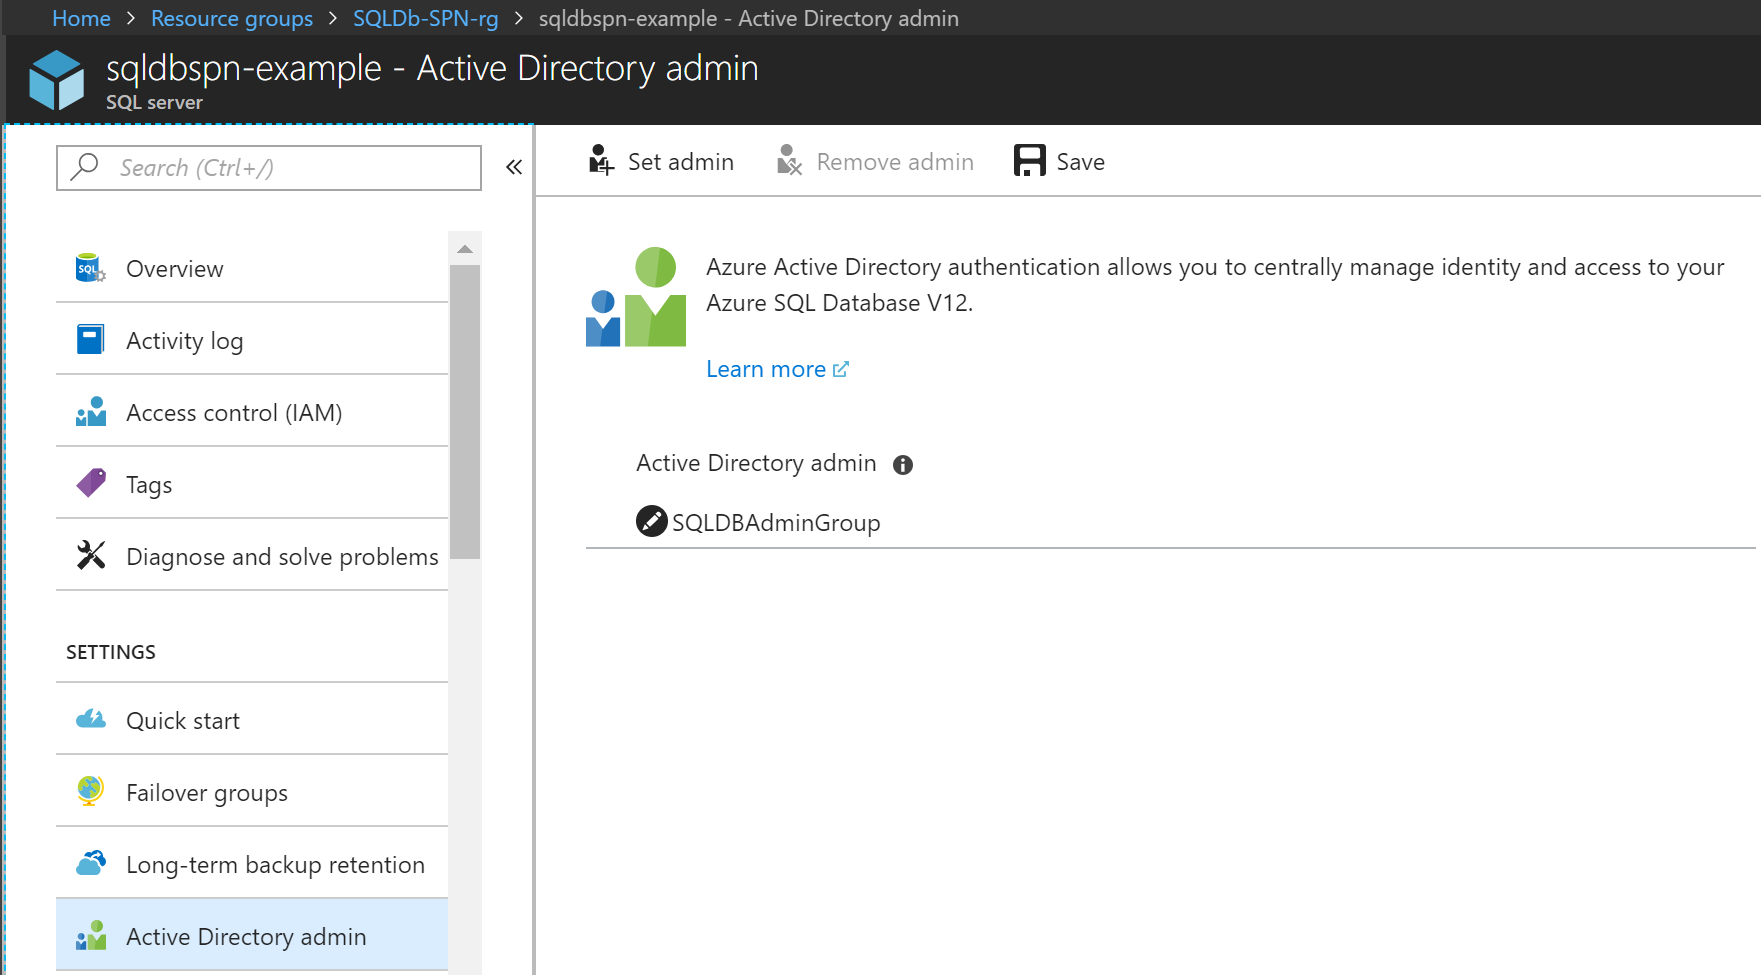 Home > Resource groups > SQLDb-SPN-rg > sqldbspn-example - Active Directory admin
sqldbspn-example - Active Directory admin
SQL server
Search (Ctrl+/)
«
SQL
Overview
Activity log
Access control (IAM)
Tags
Diagnose and solve problems
SETTINGS
Quick start
Failover groups
Long-term backup retention
Active Directory admin
Set admin
Remove admin
Save
Azure Active Directory authentication allows you to centrally manage identity and access to your
Azure SQL Database V12.
Learn more
Active Directory admin
SQLDBAdminGroup